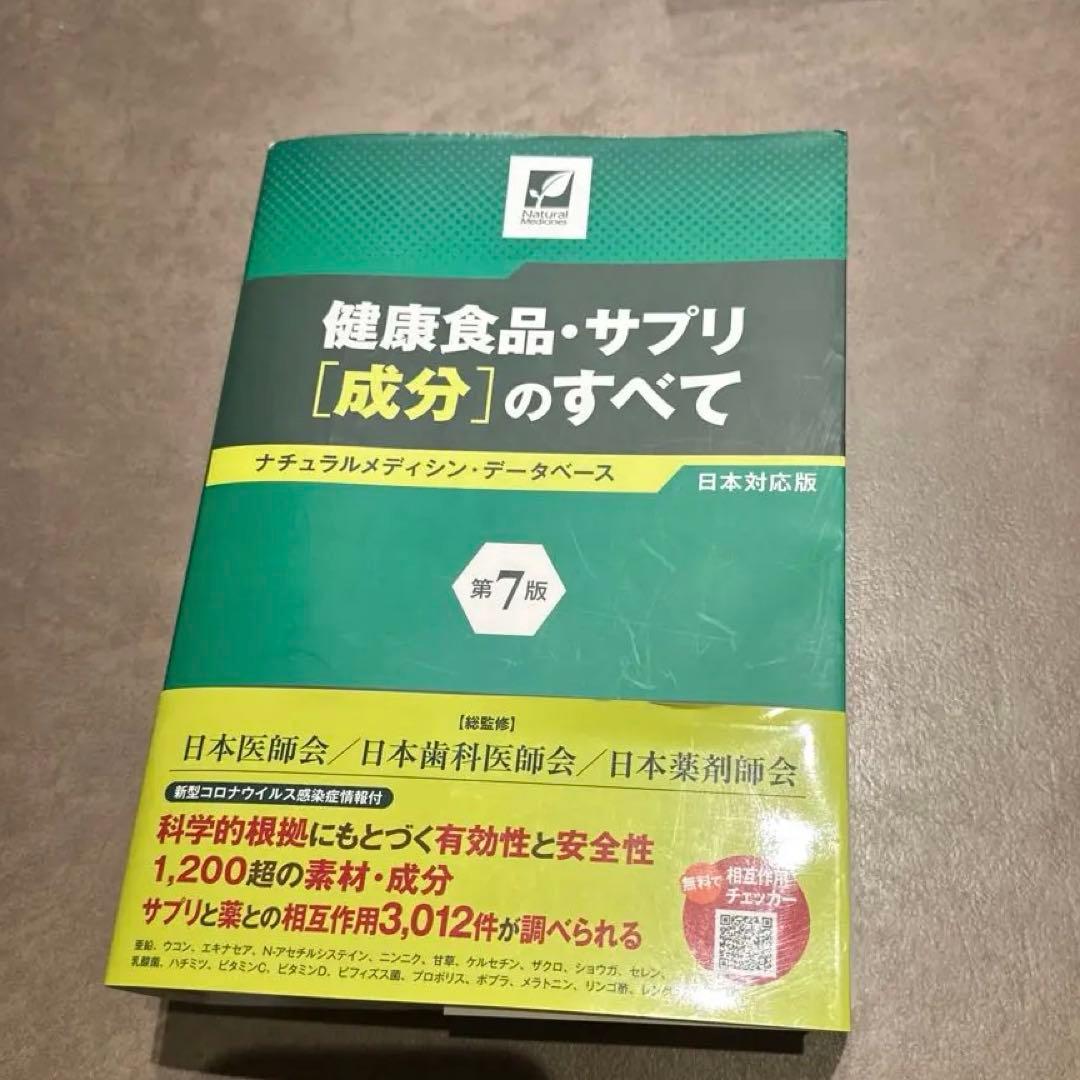 Natural
Medicines
健康食品・サプリ
[成分]のすべて
ナチュラルメディシン・データベース
日本対応版
第7版
【総監修】
日本医師会／日本歯科医師会／日本薬剤師会
新型コロナウイルス感染症情報付
科学的根拠にもとづく有効性と安全性
1,200超の素材・成分
サプリと薬との相互作用3,012件が調べられる
無料で
相互作用
チェッカー
亜鉛、ウコン、エキナセア、N-アセチルシステイン、ニンニク、甘草、ケルセチン、ザクロ、ショウガ、セレン、
乳酸菌、ハチミツ、ビタミンC、ビタミンD、ビフィズス菌、プロポリス、ポプラ、メラトニン、リンゴ酢、